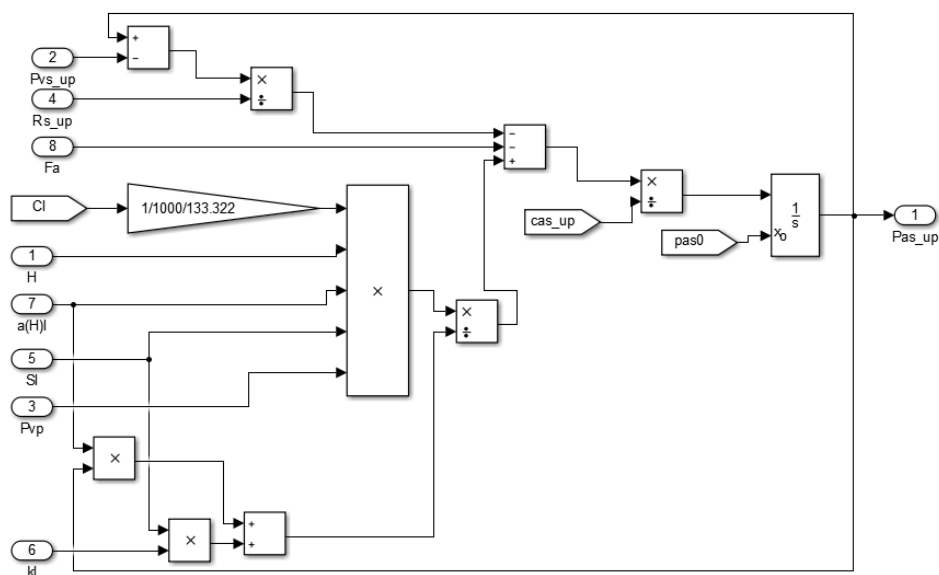 +
−
2
Pvs_up
×
÷
4
Rs_up
−
−
+
8
Fa
×
÷
1
s
1
Pas_up
Cl
1/1000/133.322
cas_up
pas0
xo
1
H
7
a(H)l
×
×
÷
5
Sl
3
Pvp
×
+
+
×
6
kl